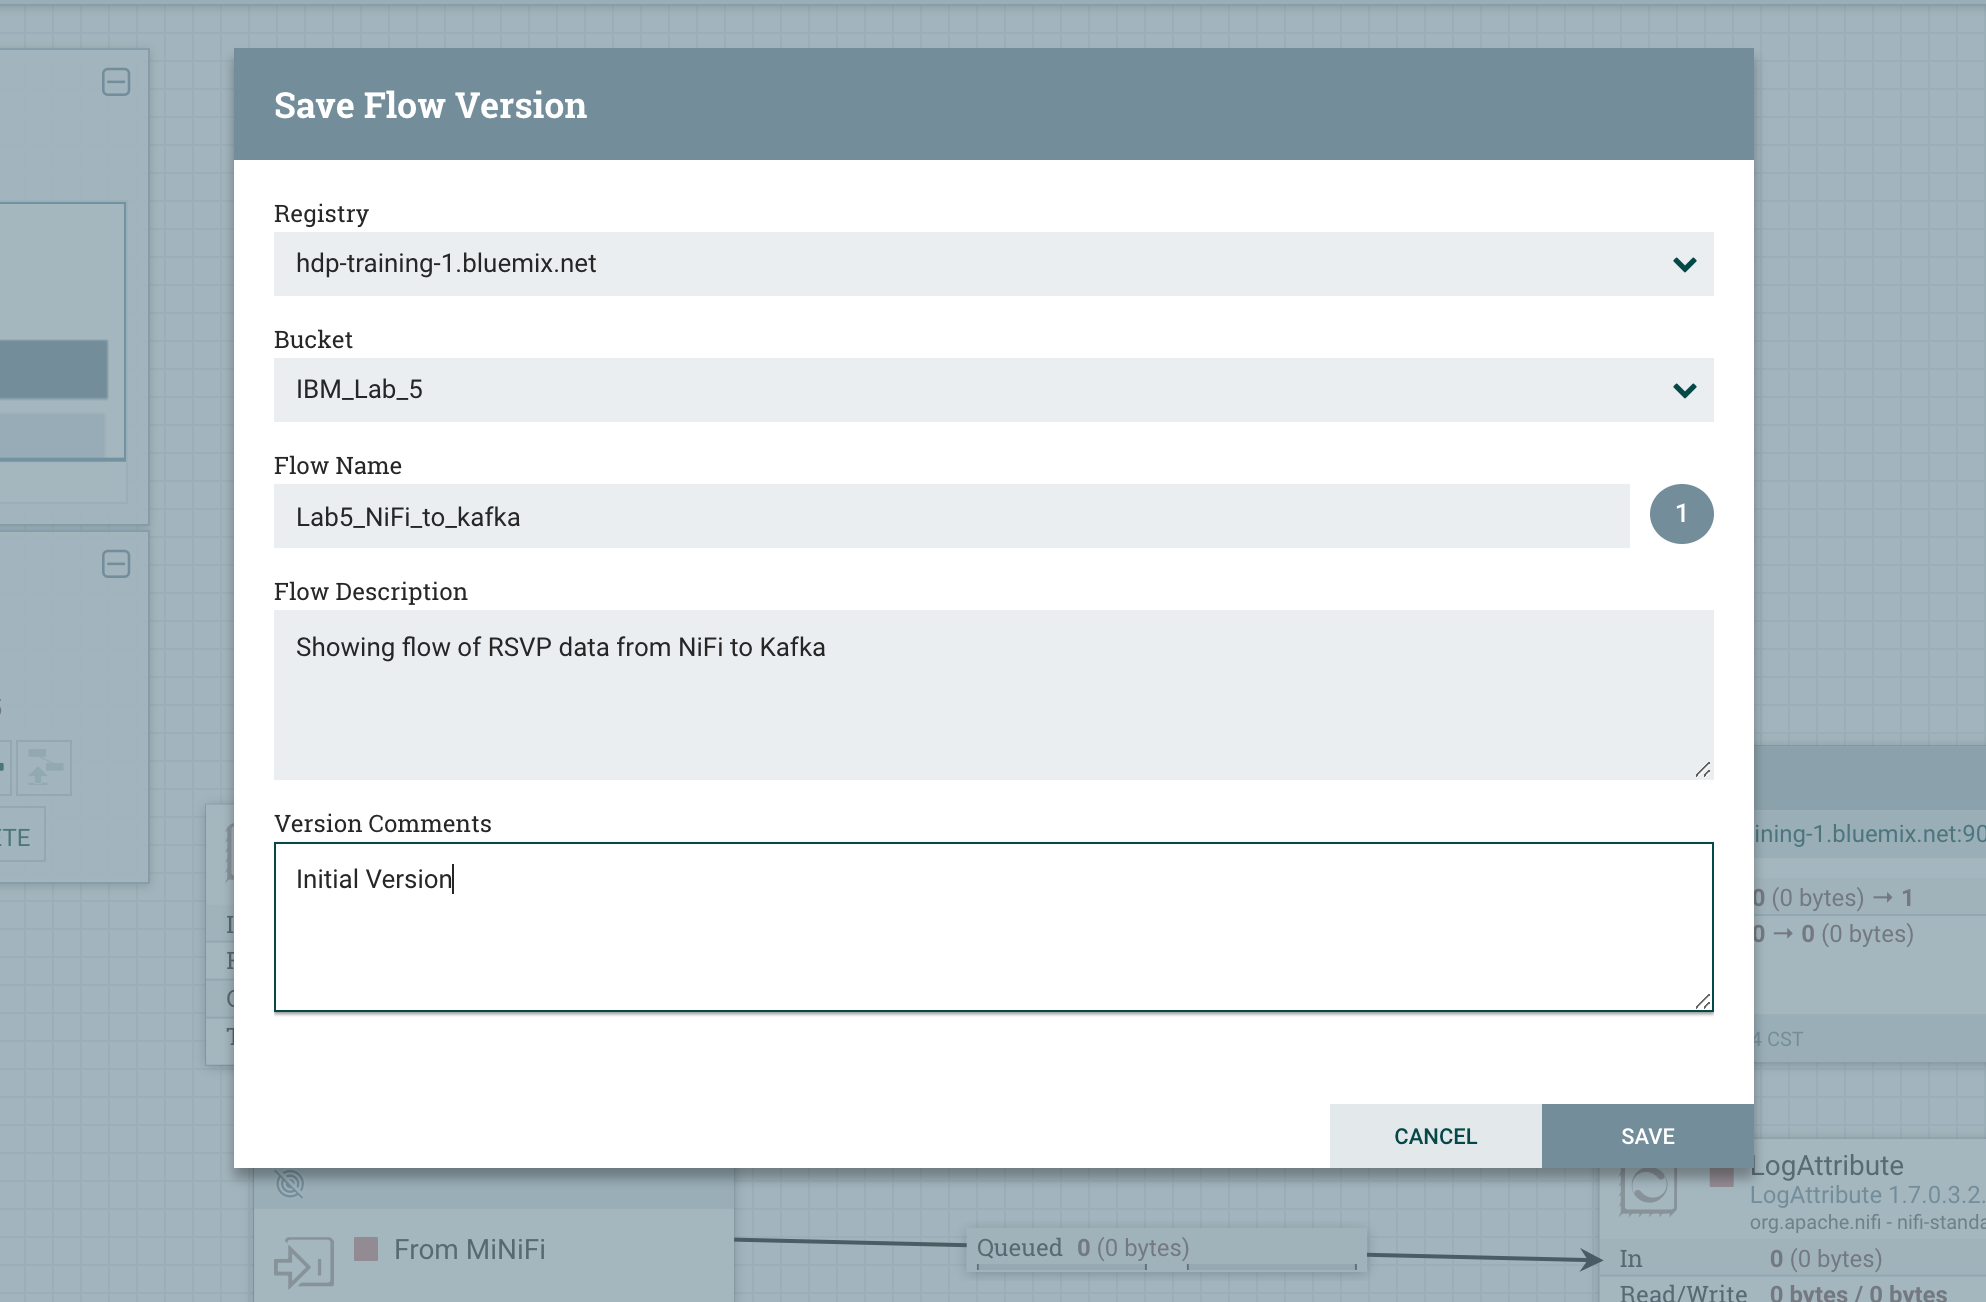 Save Flow Version
Registry
hdp-training-1.bluemix.net
Bucket
IBM_Lab_5
Flow Name
Lab5_NiFi_to_kafka
1
Flow Description
Showing flow of RSVP data from NiFi to Kafka
Version Comments
Initial Version
CANCEL
SAVE
ining-1.bluemix.net:90
0 (0 bytes) → 1
0 → 0 (0 bytes)
4 CST
From MiNiFi
Queued 0 (0 bytes)
LogAttribute
LogAttribute 1.7.0.3.2.
org.apache.nifi - nifi-standa
In 0 (0 bytes)
Read/Write 0 bytes / 0 bytes